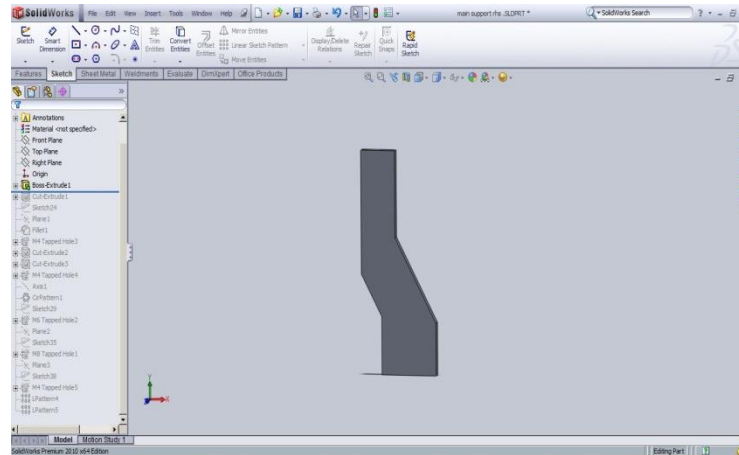 SolidWorks File Edit View Insert Tools Window Help main support rhs .SLDPRT * SolidWorks Search
Sketch Smart Dimension Trim Entities Convert Entities Offset Entities Mirror Entities Linear Sketch Pattern Move Entities Display/Delete Relations Repair Sketch Quick Snaps Rapid Sketch
Features Sketch Sheet Metal Weldments Evaluate DimXpert Office Products
Annotations
Material <not specified>
Front Plane
Top Plane
Right Plane
Origin
Boss-Extrude1
Cut-Extrude1
Sketch24
Plane1
Fillet1
M4 Tapped Hole3
Cut-Extrude2
Cut-Extrude3
M4 Tapped Hole4
Axis1
CirPattern1
Sketch29
M6 Tapped Hole2
Plane2
Sketch35
M8 Tapped Hole1
Plane3
Sketch38
M4 Tapped Hole5
LPattern4
LPattern5
Y
X
Model Motion Study 1
SolidWorks Premium 2010 x64 Edition Editing Part